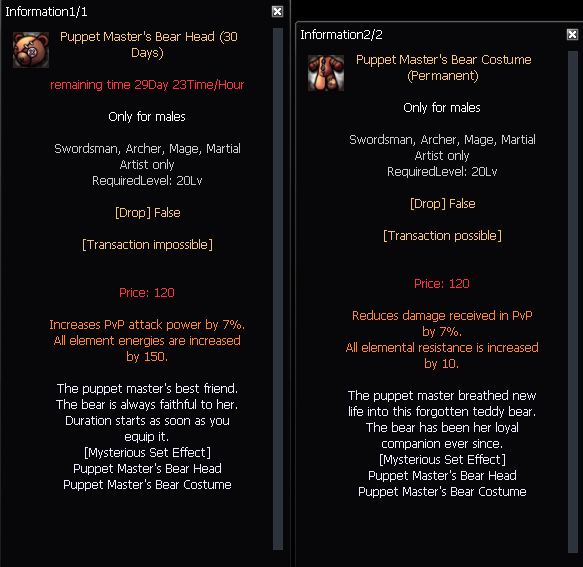 Information1/1
Puppet Master's Bear Head (30
Days)
remaining time 29Day 23Time/Hour
Only for males
Swordsman, Archer, Mage, Martial
Artist only
RequiredLevel: 20Lv
[Drop] False
[Transaction impossible]
Price: 120
Increases PvP attack power by 7%.
All element energies are increased
by 150.
The puppet master's best friend.
The bear is always faithful to her.
Duration starts as soon as you
equip it.
[Mysterious Set Effect]
Puppet Master's Bear Head
Puppet Master's Bear Costume
Information2/2
Puppet Master's Bear Costume
(Permanent)
Only for males
Swordsman, Archer, Mage, Martial
Artist only
RequiredLevel: 20Lv
[Drop] False
[Transaction possible]
Price: 120
Reduces damage received in PvP
by 7%.
All elemental resistance is increased
by 10.
The puppet master breathed new
life into this forgotten teddy bear.
The bear has been her loyal
companion ever since.
[Mysterious Set Effect]
Puppet Master's Bear Head
Puppet Master's Bear Costume